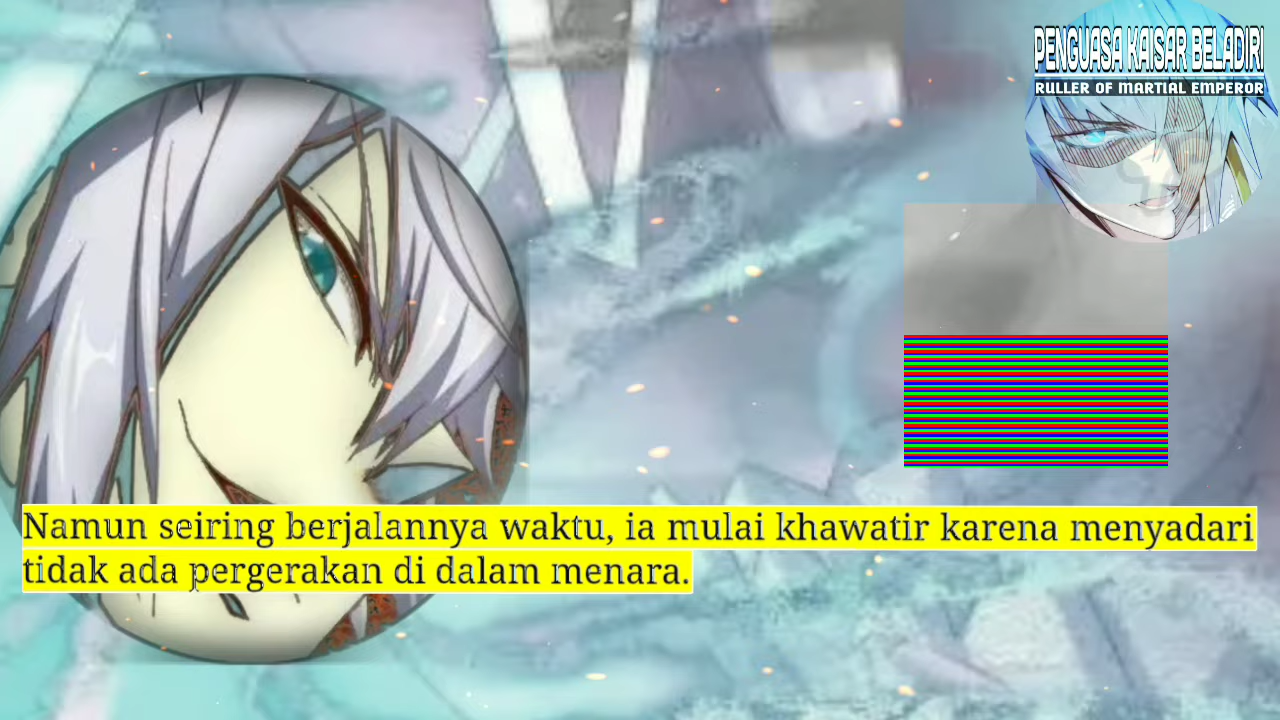 PENGUASA KAISAR BELADIRI
RULLER OF MARTIAL EMPEROR
Namun seiring berjalannya waktu, ia mulai khawatir karena menyadari
tidak ada pergerakan di dalam menara.